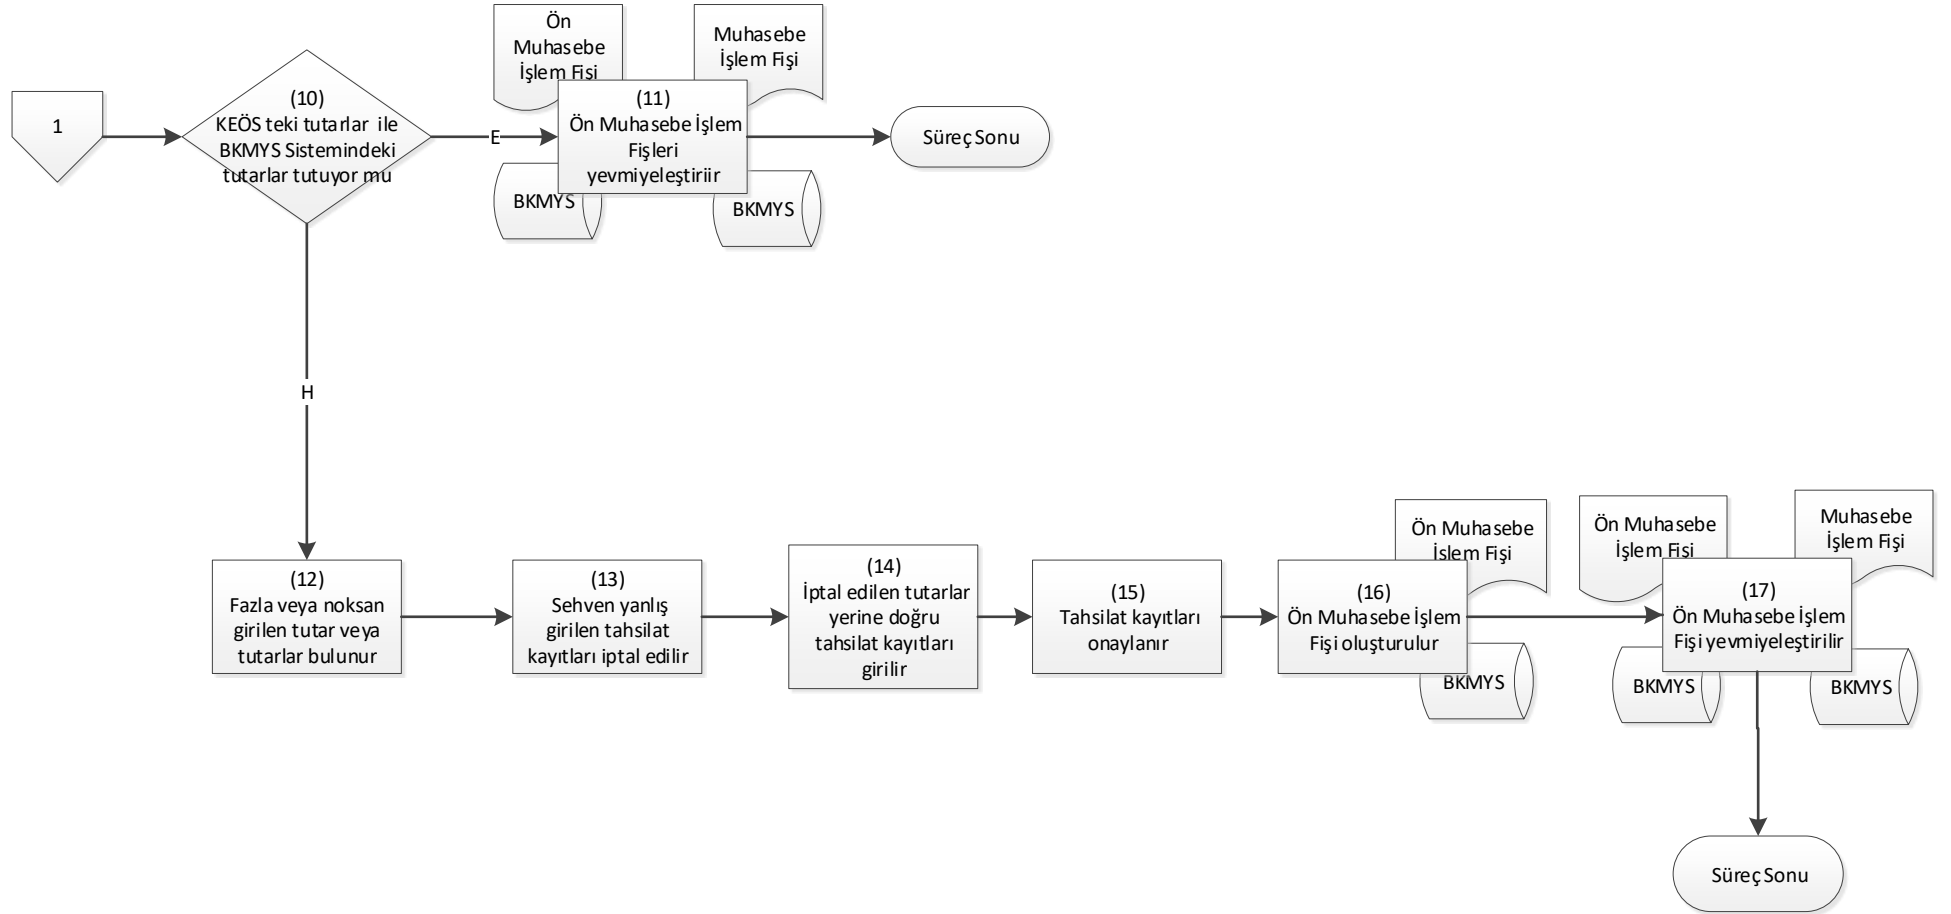 1
(10)
KEÖS teki tutarlar ile
BKMYS Sistemindeki
tutarlar tutuyor mu
E
Ön
Muhasebe
İşlem Fişi
Muhasebe
İşlem Fişi
(11)
Ön Muhasebe İşlem
Fişleri
yevmiyeleştiriir
BKMYS
BKMYS
Süreç Sonu
H
(12)
Fazla veya noksan
girilen tutar veya
tutarlar bulunur
(13)
Sehven yanlış
girilen tahsilat
kayıtları iptal edilir
(14)
İptal edilen tutarlar
yerine doğru
tahsilat kayıtları
girilir
(15)
Tahsilat kayıtları
onaylanır
Ön Muhasebe
İşlem Fişi
(16)
Ön Muhasebe İşlem
Fişi oluşturulur
BKMYS
Ön Muhasebe
İşlem Fişi
Muhasebe
İşlem Fişi
(17)
Ön Muhasebe İşlem
Fişi yevmiyeleştirilir
BKMYS
BKMYS
Süreç Sonu